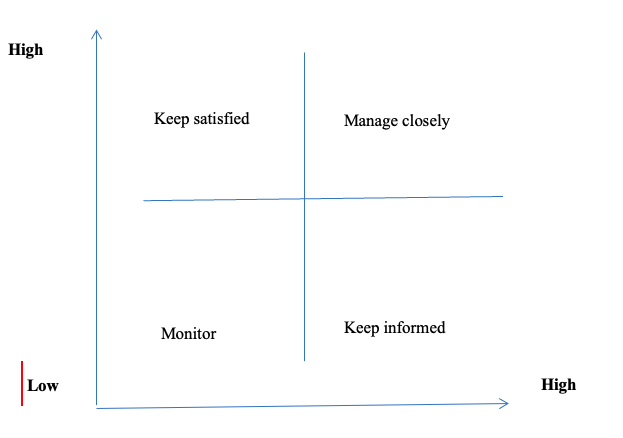 High
Keep satisfied
Manage closely
Monitor
Keep informed
Low
High